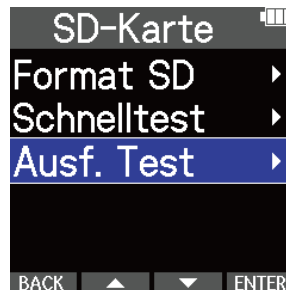 SD-Karte
Format SD
Schnelltest
Ausf. Test
BACK ENTER